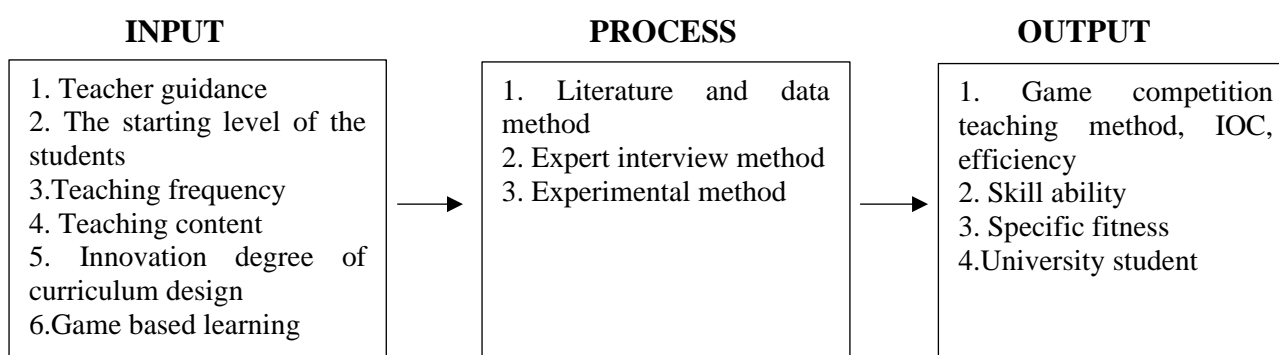 INPUT
1. Teacher guidance
2. The starting level of the
students
3.Teaching frequency
4. Teaching content
5. Innovation degree of
curriculum design
6.Game based learning
PROCESS
1. Literature and data
method
2. Expert interview method
3. Experimental method
OUTPUT
1. Game competition
teaching method, IOC,
efficiency
2. Skill ability
3. Specific fitness
4.University student